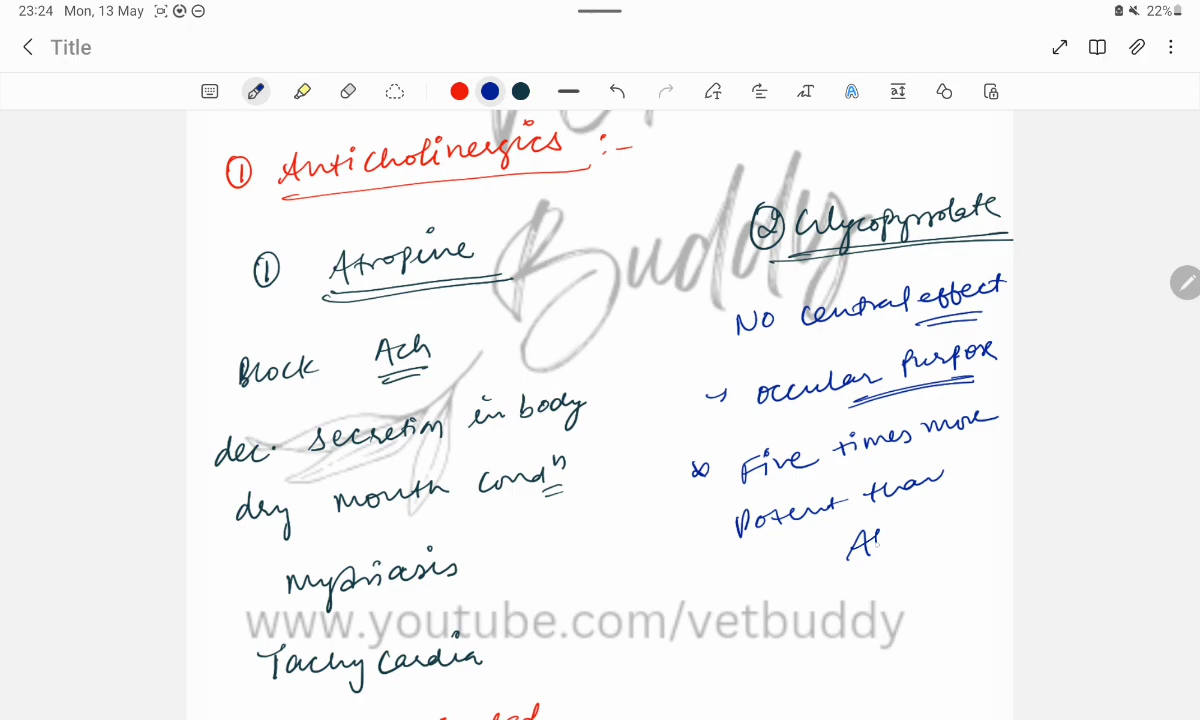 23:24 Mon, 13 May
22%
Title
① Anticholinergics :-
① Atropine
Block Ach
dec. secretion in body
dry mouth condn
Mydriasis
Tachycardia
② Glycopyrrolate
No central effect
→ occular purpose
Five times more
Potent than
At
Buddy
www.youtube.com/vetbuddy